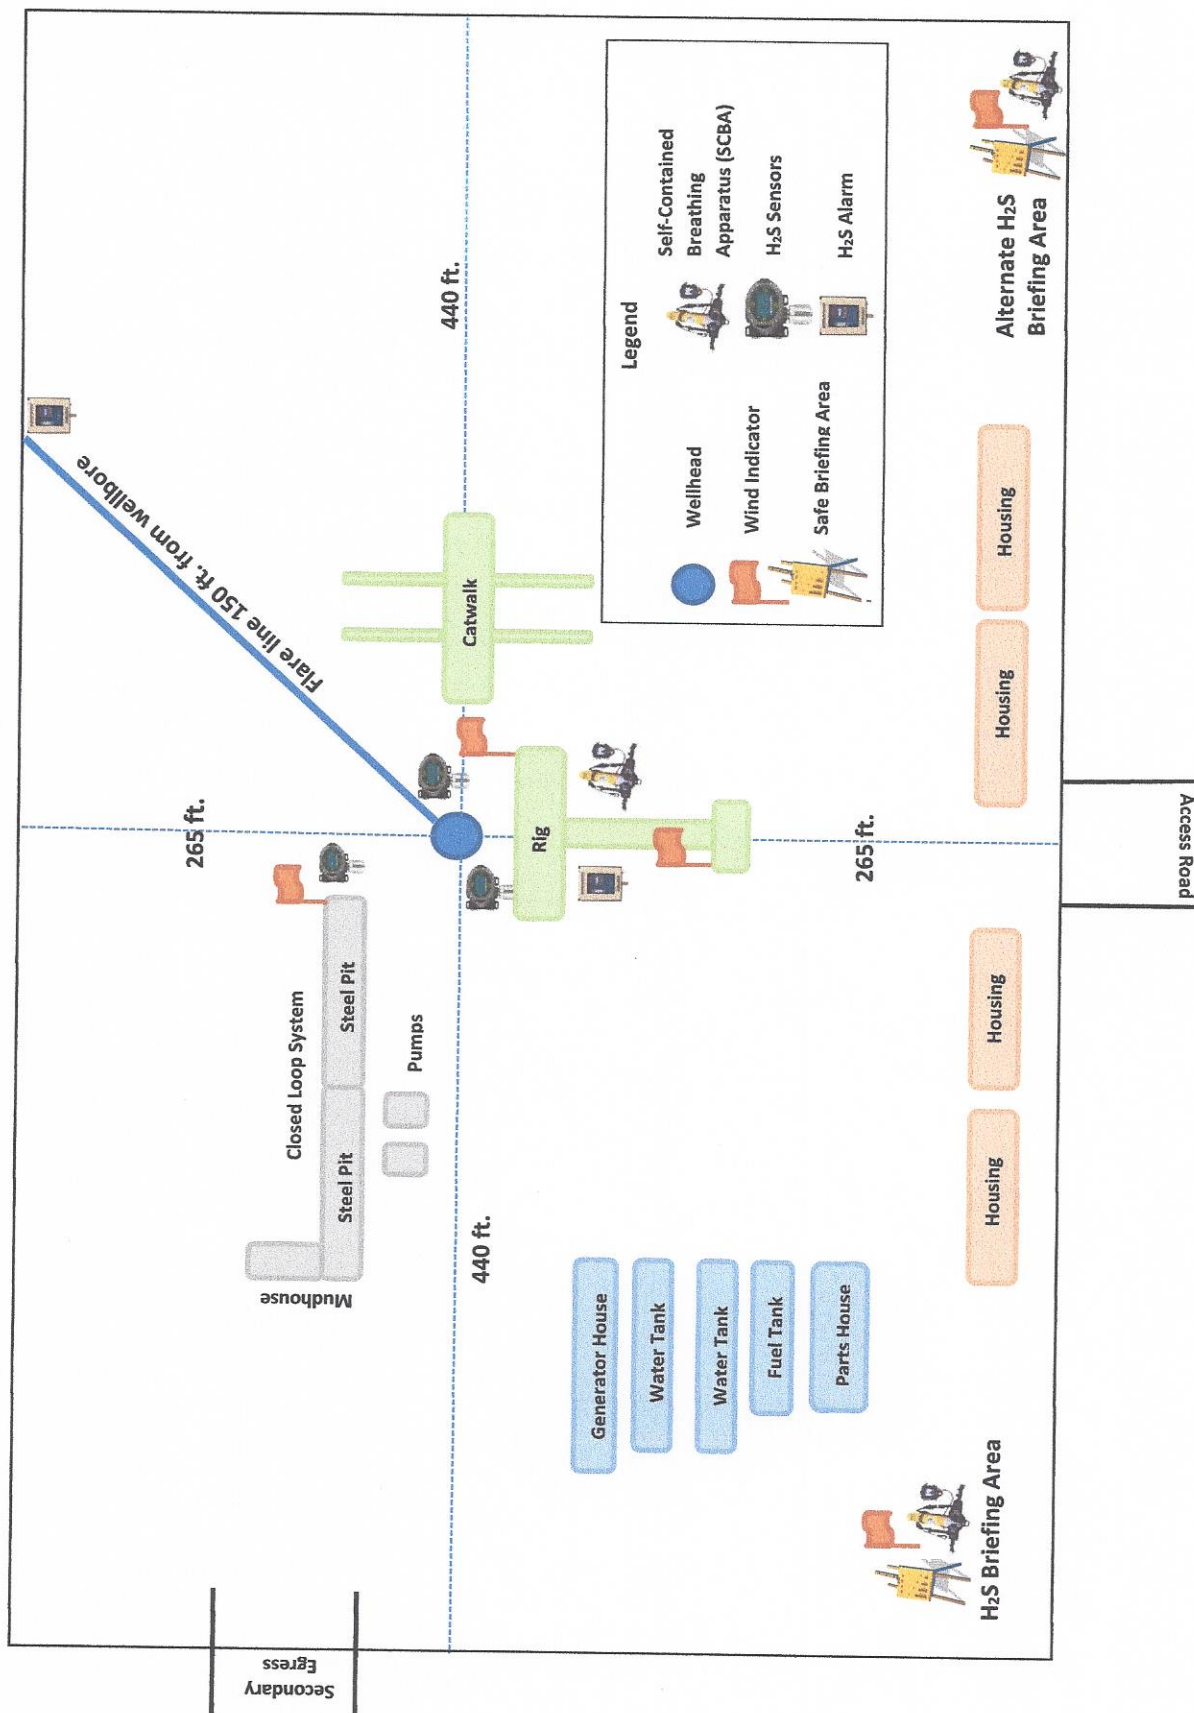 Secondary
Egress
265 ft.
Flare line 150 ft. from wellbore
Closed Loop System
Mudhouse
Steel Pit
Steel Pit
Pumps
440 ft.
440 ft.
Catwalk
Rig
265 ft.
Generator House
Water Tank
Water Tank
Fuel Tank
Parts House
Legend
Wellhead
Wind Indicator
Safe Briefing Area
Self-Contained
Breathing
Apparatus (SCBA)
H₂S Sensors
H₂S Alarm
H₂S Briefing Area
Housing
Housing
Housing
Housing
Alternate H₂S
Briefing Area
Access Road